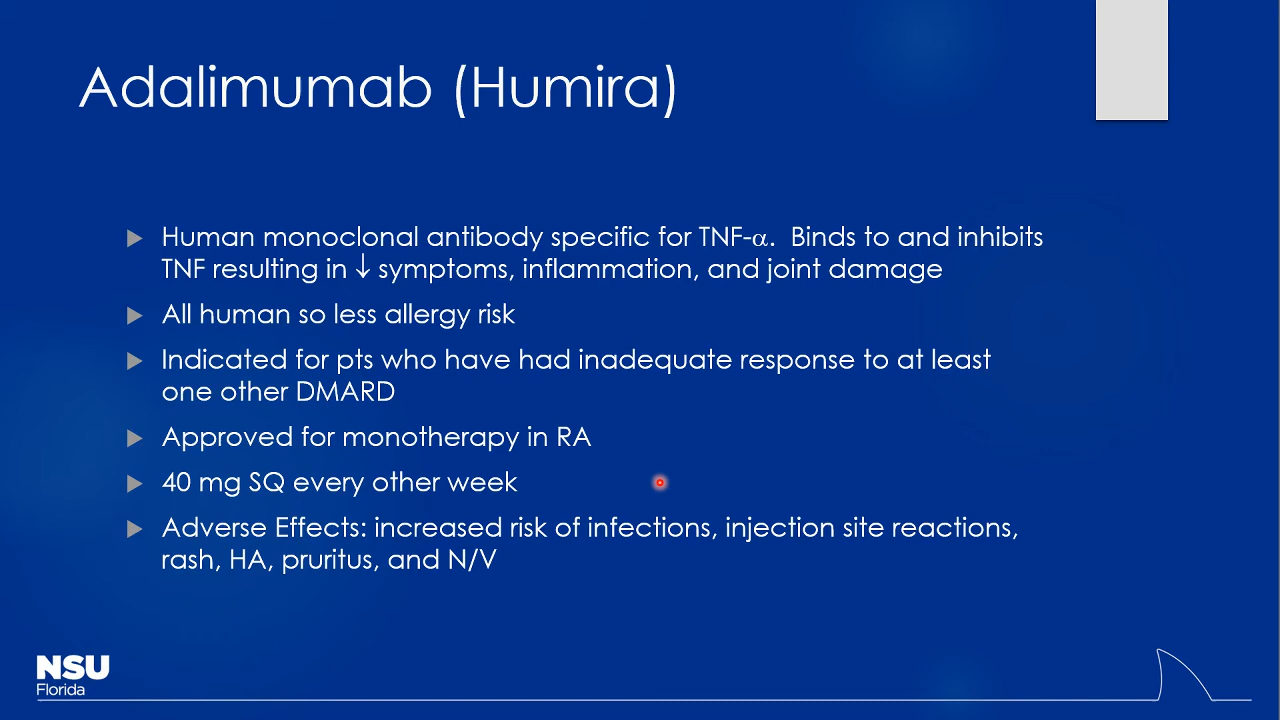 Adalimumab (Humira)
Human monoclonal antibody specific for TNF-α.  Binds to and inhibits
TNF resulting in ↓ symptoms, inflammation, and joint damage
All human so less allergy risk
Indicated for pts who have had inadequate response to at least
one other DMARD
Approved for monotherapy in RA
40 mg SQ every other week
Adverse Effects: increased risk of infections, injection site reactions,
rash, HA, pruritus, and N/V
NSU
Florida